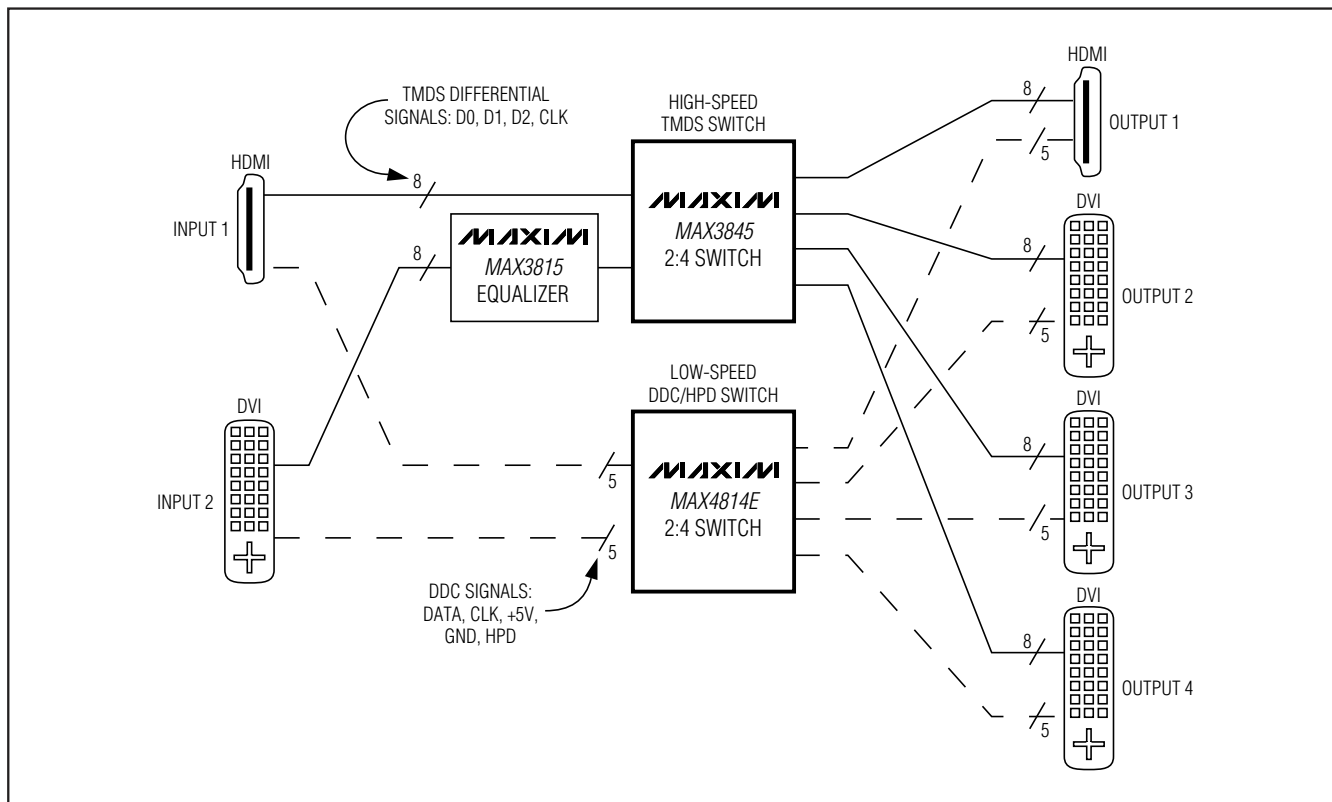 TMDS DIFFERENTIAL
SIGNALS: D0, D1, D2, CLK
HDMI
INPUT 1
8
8
MAXIM
MAX3815
EQUALIZER
HIGH-SPEED
TMDS SWITCH
MAXIM
MAX3845
2:4 SWITCH
HDMI
8
5
OUTPUT 1
DVI
8
5
OUTPUT 2
DVI
INPUT 2
5
5
DDC SIGNALS:
DATA, CLK, +5V,
GND, HPD
LOW-SPEED
DDC/HPD SWITCH
MAXIM
MAX4814E
2:4 SWITCH
DVI
8
5
OUTPUT 3
DVI
8
5
OUTPUT 4